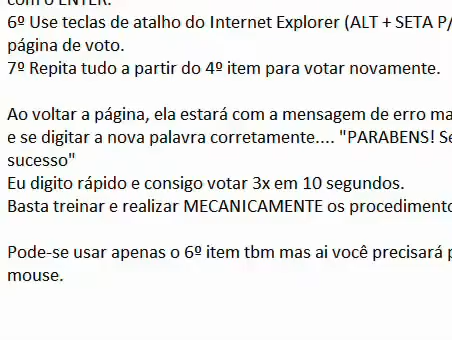 com o ENTER.
6º Use teclas de atalho do Internet Explorer (ALT + SETA P/
página de voto.
7º Repita tudo a partir do 4º item para votar novamente.
Ao voltar a página, ela estará com a mensagem de erro ma
e se digitar a nova palavra corretamente.... "PARABENS! Se
sucesso"
Eu digito rápido e consigo votar 3x em 10 segundos.
Basta treinar e realizar MECANICAMENTE os procedimento
Pode-se usar apenas o 6º item tbm mas ai você precisará p
mouse.